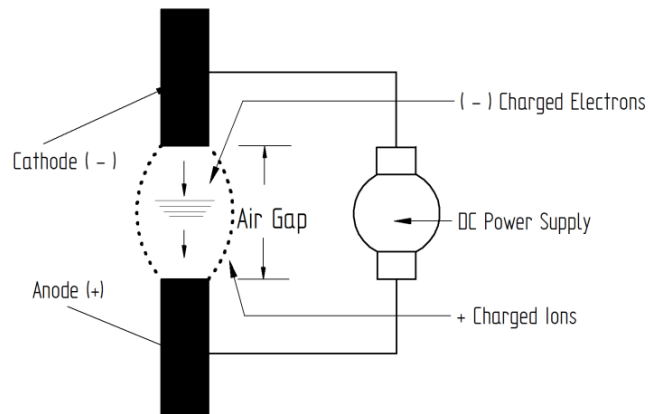 ( - ) Charged Electrons
Cathode ( - )
Air Gap
DC Power Supply
Anode (+)
+ Charged Ions